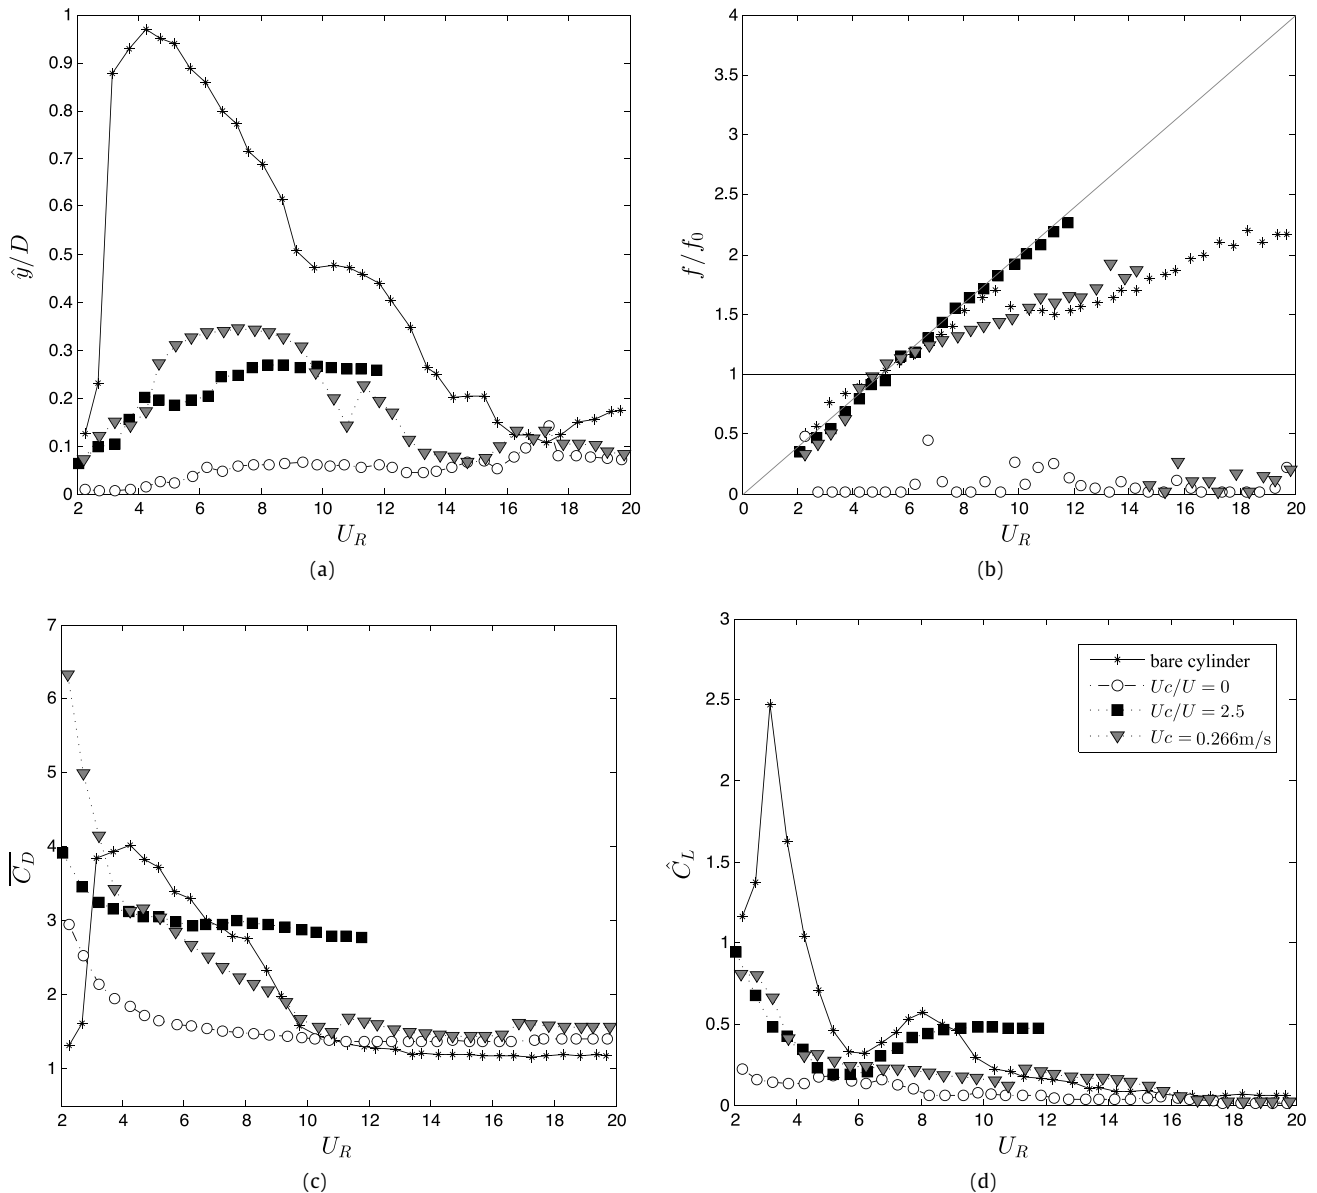 1
0.9
0.8
0.7
0.6
0.5
0.4
0.3
0.2
0.1
0
ŷ/D
2 4 6 8 10 12 14 16 18 20
U_R
(a)
4
3.5
3
2.5
2
1.5
1
0.5
0
f/f_0
0 2 4 6 8 10 12 14 16 18 20
U_R
(b)
7
6
5
4
3
2
1
\overline{C_D}
2 4 6 8 10 12 14 16 18 20
U_R
(c)
3
2.5
2
1.5
1
0.5
0
Ĉ_L
bare cylinder
Uc/U = 0
Uc/U = 2.5
Uc = 0.266m/s
2 4 6 8 10 12 14 16 18 20
U_R
(d)